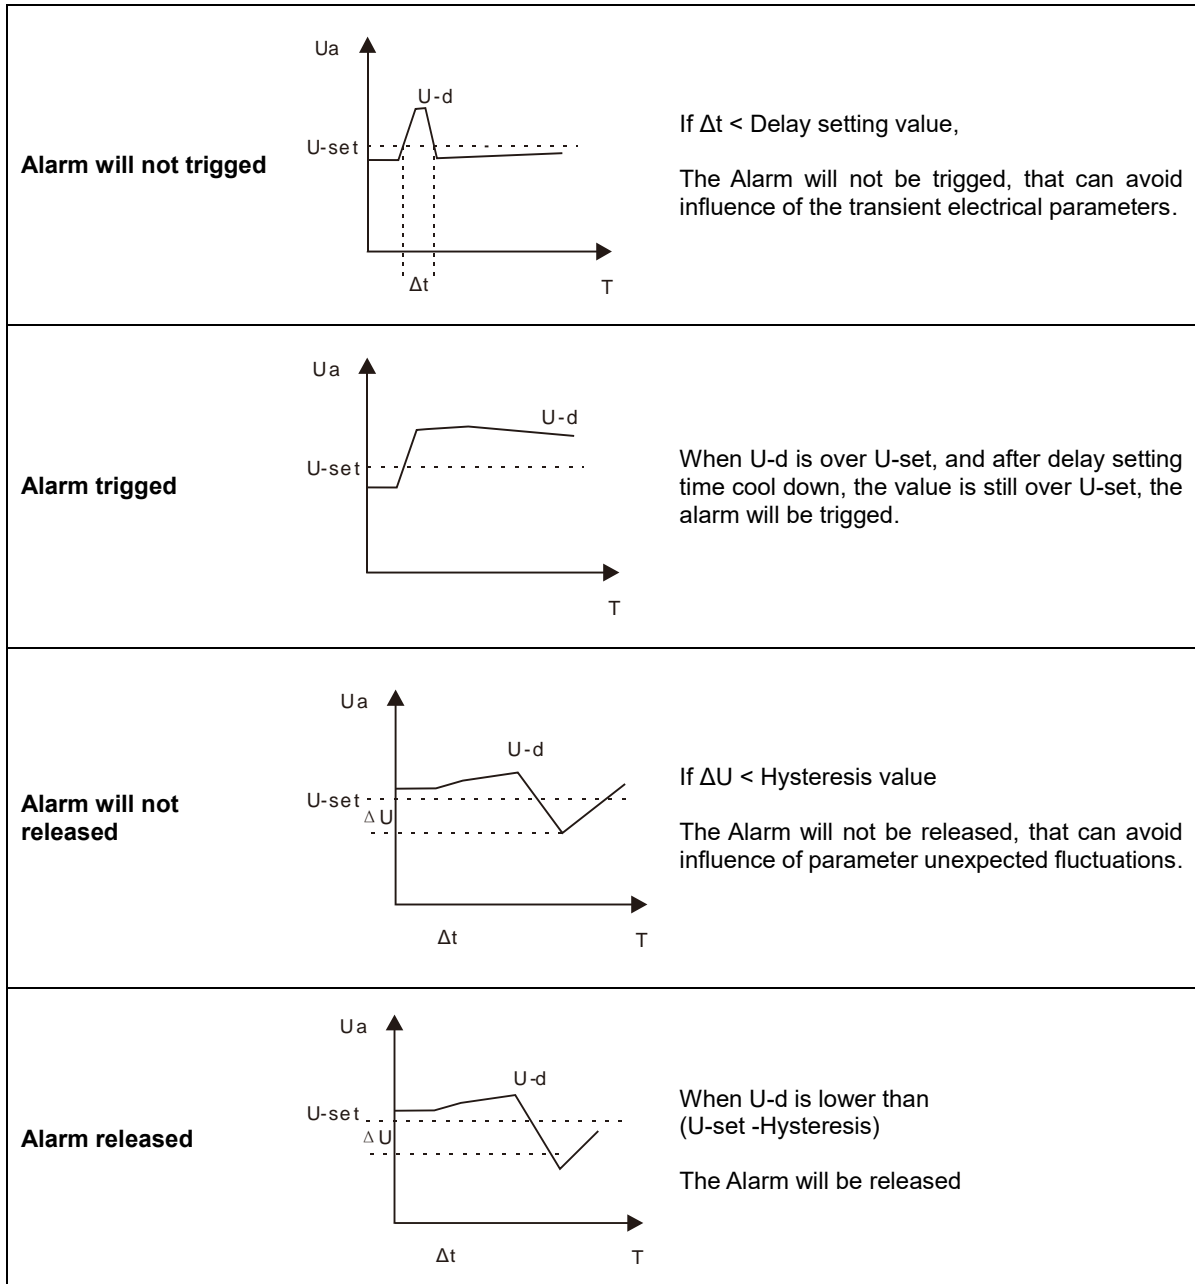 Ua
U-d
U-set
Alarm will not trigged
Δt
T
If Δt < Delay setting value,
The Alarm will not be trigged, that can avoid
influence of the transient electrical parameters.
Ua
U-d
U-set
Alarm trigged
T
When U-d is over U-set, and after delay setting
time cool down, the value is still over U-set, the
alarm will be trigged.
Ua
U-d
U-set
ΔU
Alarm will not
released
Δt
T
If ΔU < Hysteresis value
The Alarm will not be released, that can avoid
influence of parameter unexpected fluctuations.
Ua
U-d
U-set
ΔU
Alarm released
Δt
T
When U-d is lower than
(U-set -Hysteresis)
The Alarm will be released